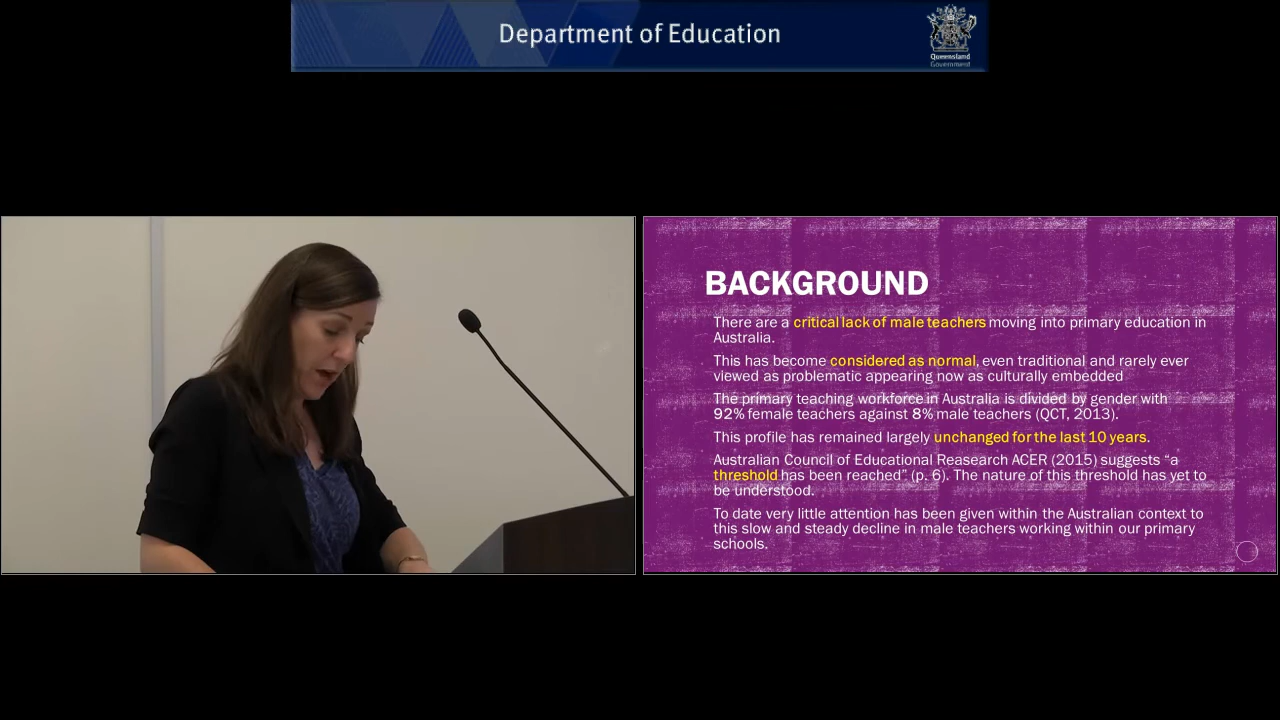 Department of Education
Queensland
Government
BACKGROUND
There are a critical lack of male teachers moving into primary education in
Australia.
This has become considered as normal, even traditional and rarely ever
viewed as problematic appearing now as culturally embedded
The primary teaching workforce in Australia is divided by gender with
92% female teachers against 8% male teachers (QCT, 2013).
This profile has remained largely unchanged for the last 10 years.
Australian Council of Educational Reasearch ACER (2015) suggests “a
threshold has been reached” (p. 6). The nature of this threshold has yet to
be understood.
To date very little attention has been given within the Australian context to
this slow and steady decline in male teachers working within our primary
schools.